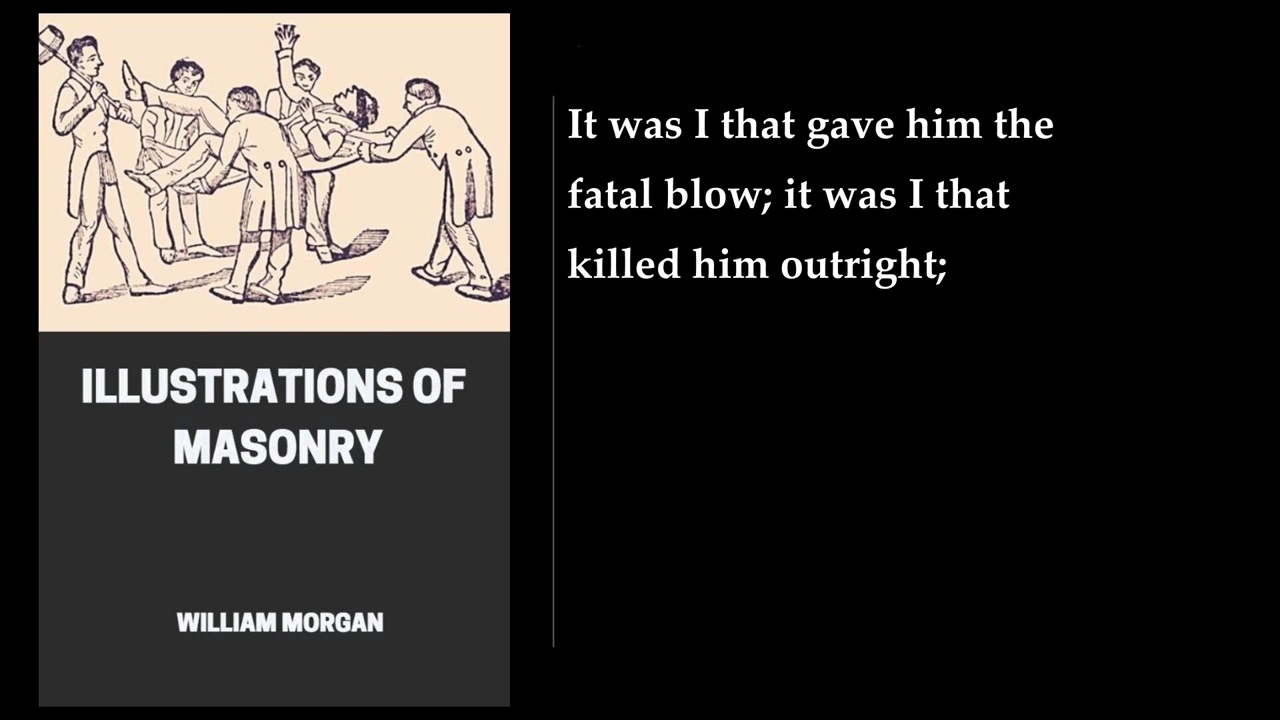 ILLUSTRATIONS OF
MASONRY
WILLIAM MORGAN
It was I that gave him the
fatal blow; it was I that
killed him outright;